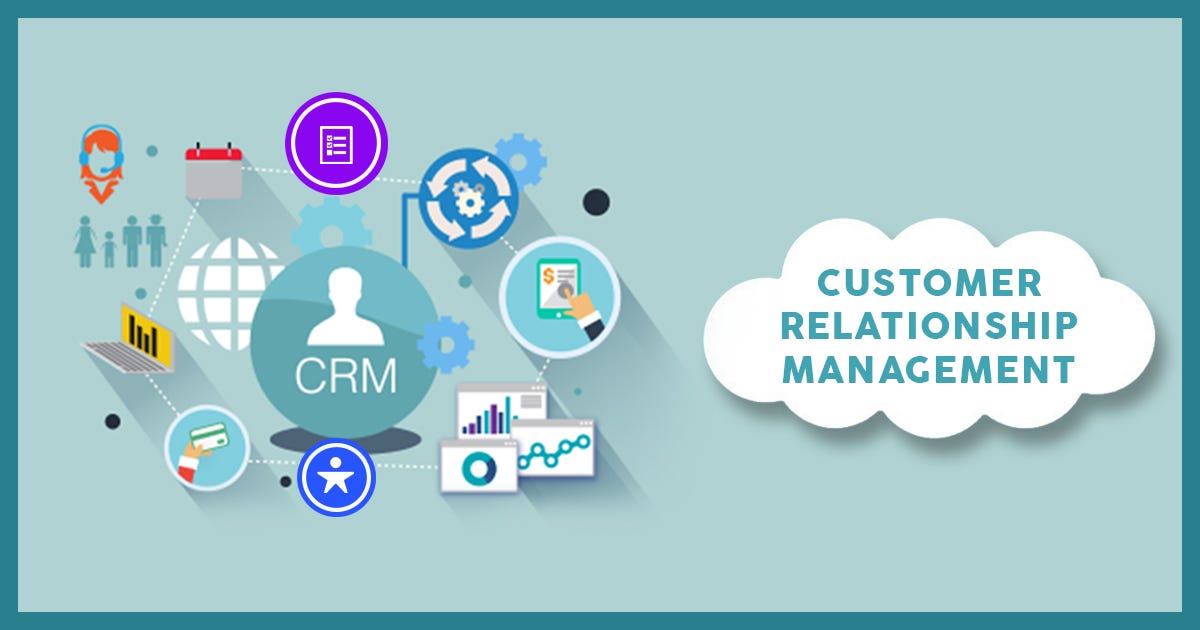 CRM
CUSTOMER
RELATIONSHIP
MANAGEMENT